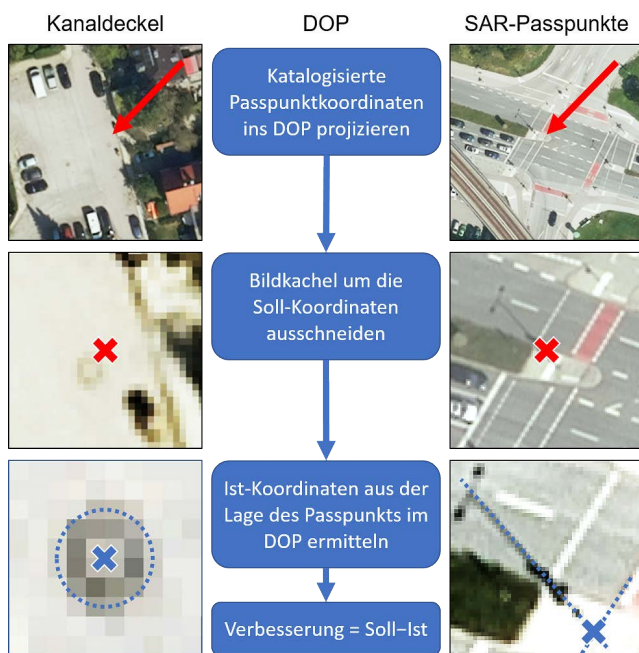 Kanaldeckel
DOP
SAR-Passpunkte
Katalogisierte
Passpunktkoordinaten
ins DOP projizieren
Bildkachel um die
Soll-Koordinaten
ausschneiden
Ist-Koordinaten aus der
Lage des Passpunkts im
DOP ermitteln
Verbesserung = Soll−Ist